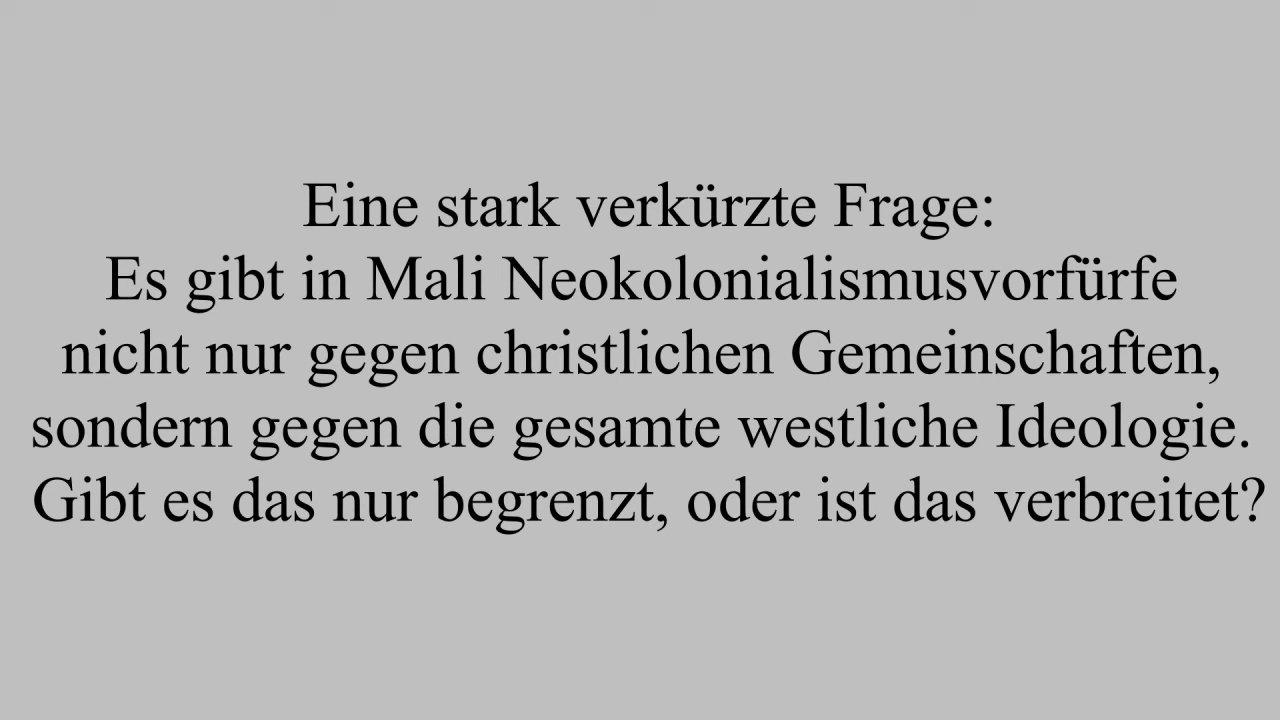 Eine stark verkürzte Frage:
Es gibt in Mali Neokolonialismusvorfürfe
nicht nur gegen christlichen Gemeinschaften,
sondern gegen die gesamte westliche Ideologie.
Gibt es das nur begrenzt, oder ist das verbreitet?